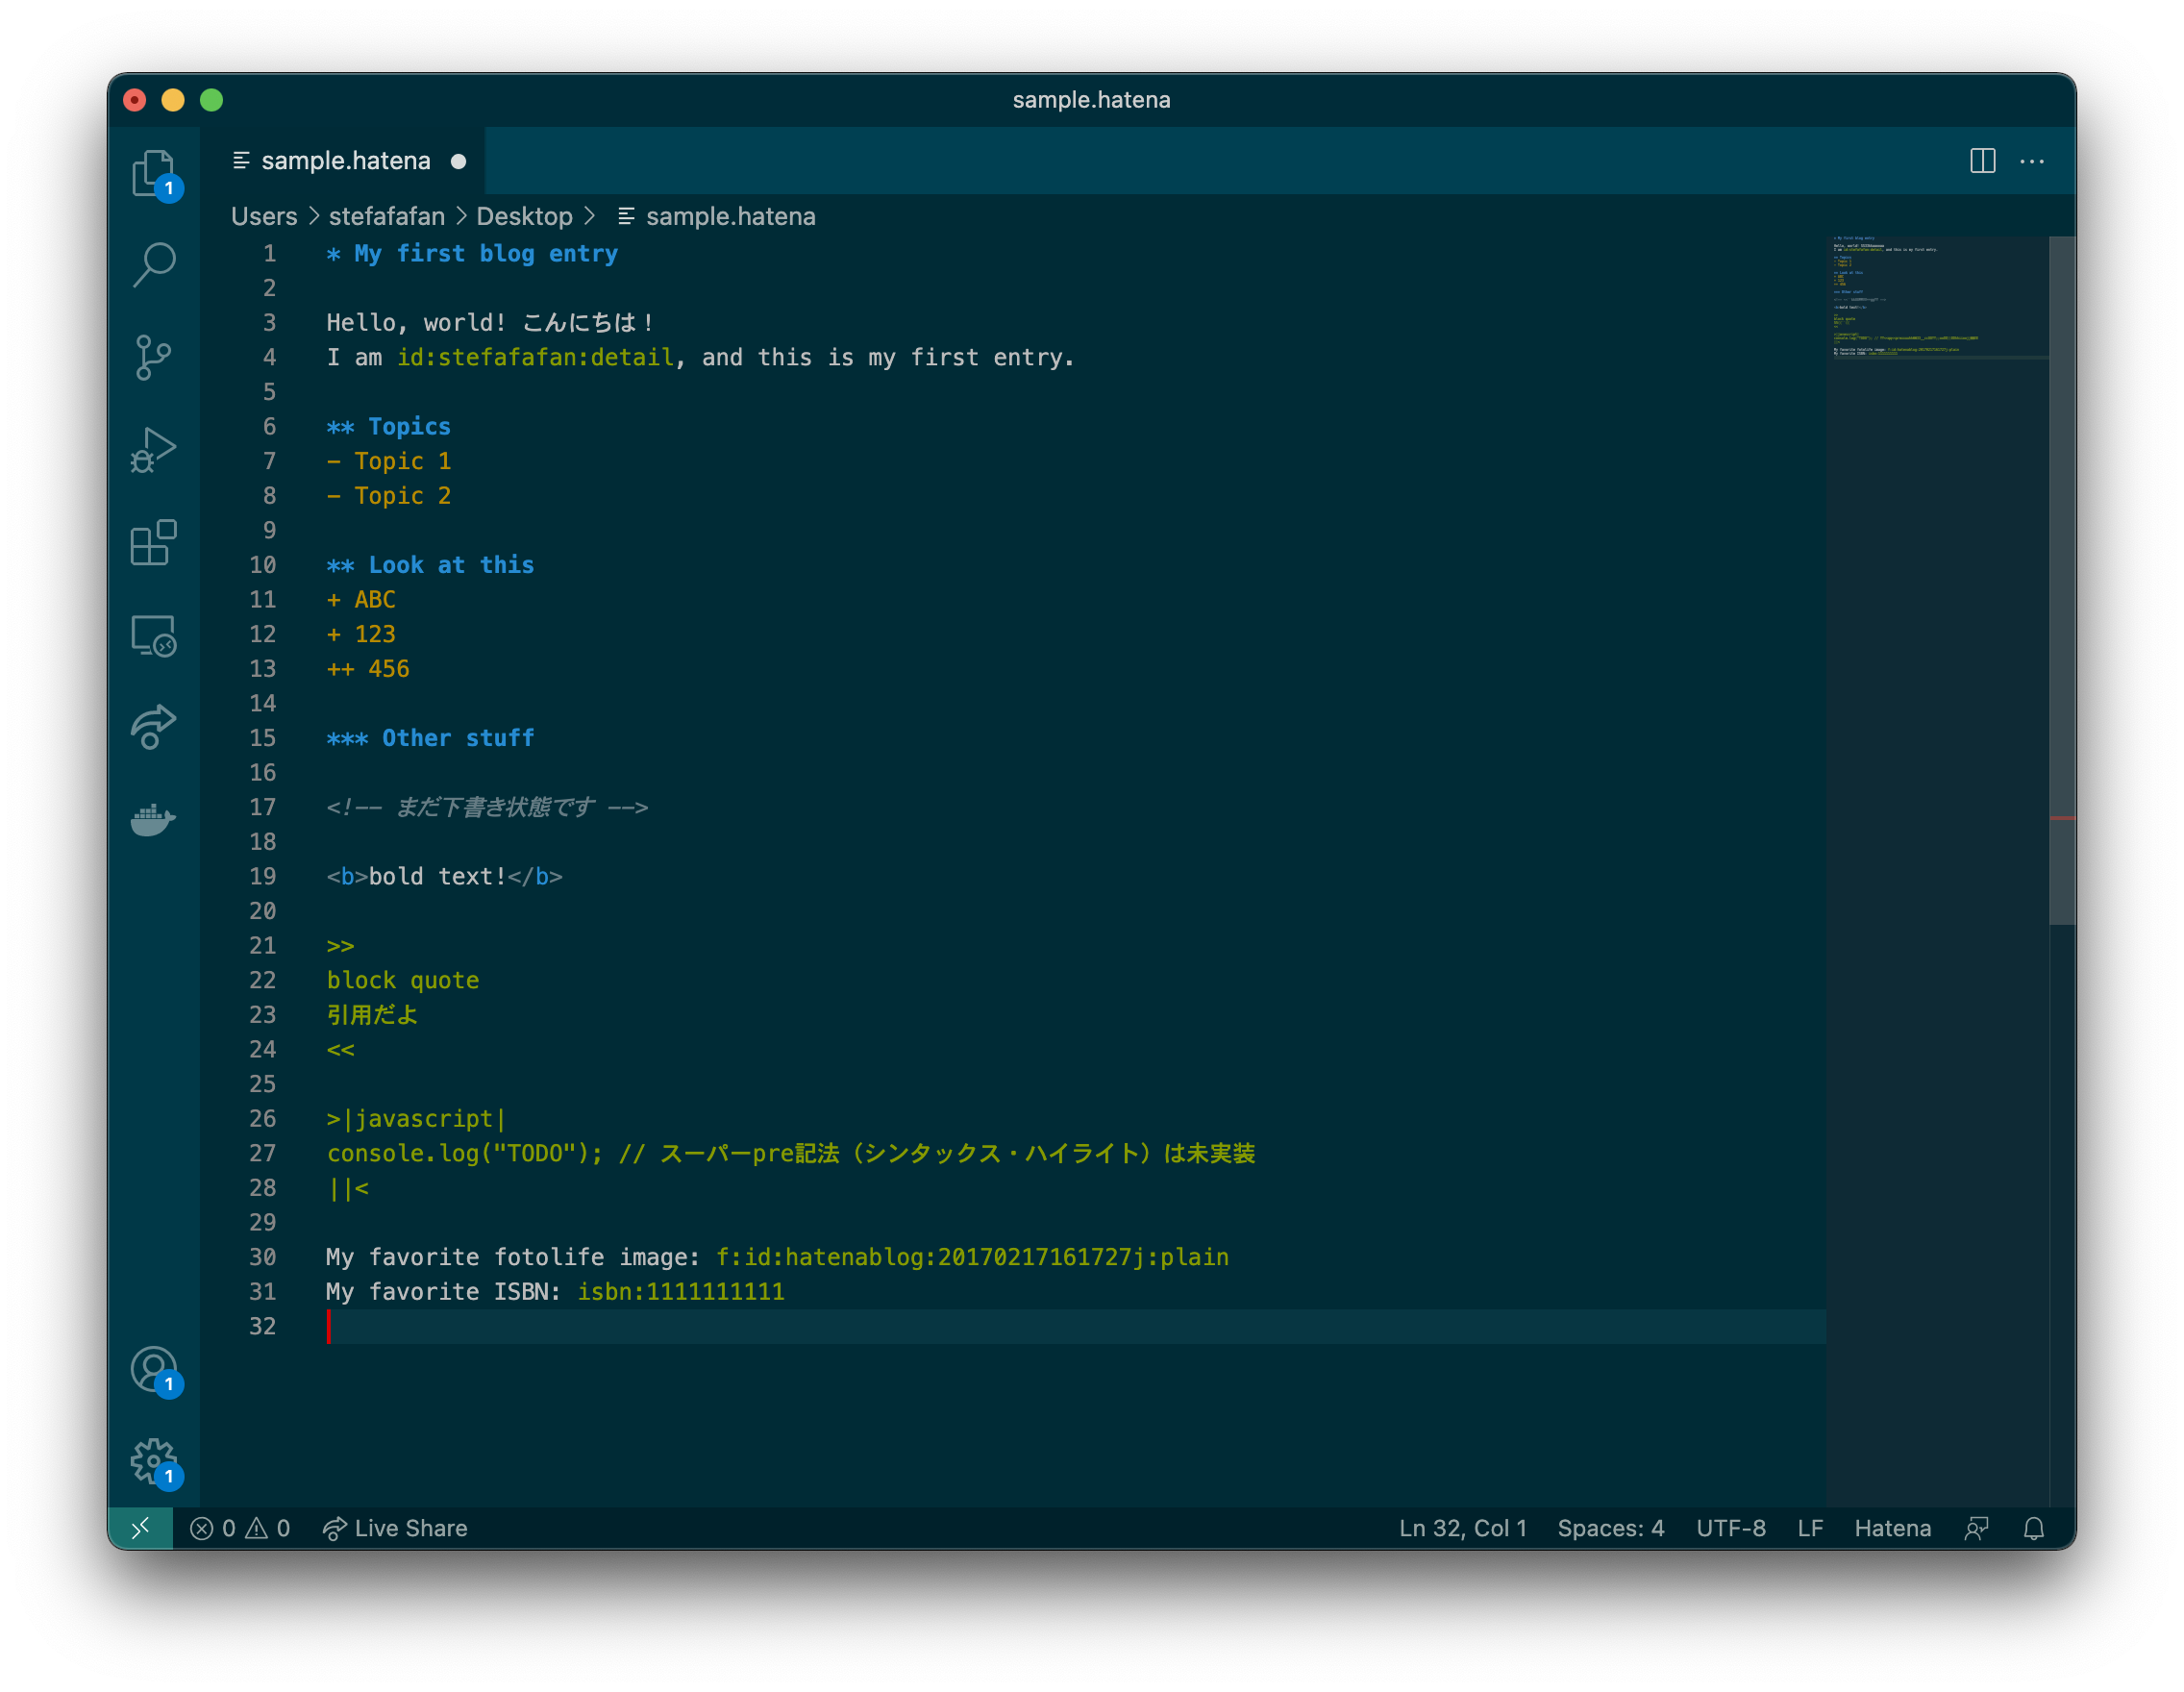 sample.hatena
sample.hatena
Users > stefafafan > Desktop > sample.hatena
1 * My first blog entry
2
3 Hello, world! こんにちは！
4 I am id:stefafafan:detail, and this is my first entry.
5
6 ** Topics
7 - Topic 1
8 - Topic 2
9
10 ** Look at this
11 + ABC
12 + 123
13 ++ 456
14
15 *** Other stuff
16
17 <!-- まだ下書き状態です -->
18
19 <b>bold text!</b>
20
21 >>
22 block quote
23 引用だよ
24 <<
25
26 >|javascript|
27 console.log("TODO"); // スーパーpre記法（シンタックス・ハイライト）は未実装
28 ||<
29
30 My favorite fotolife image: f:id:hatenablog:20170217161727j:plain
31 My favorite ISBN: isbn:1111111111
32
1
1
1
0 0 Live Share Ln 32, Col 1 Spaces: 4 UTF-8 LF Hatena